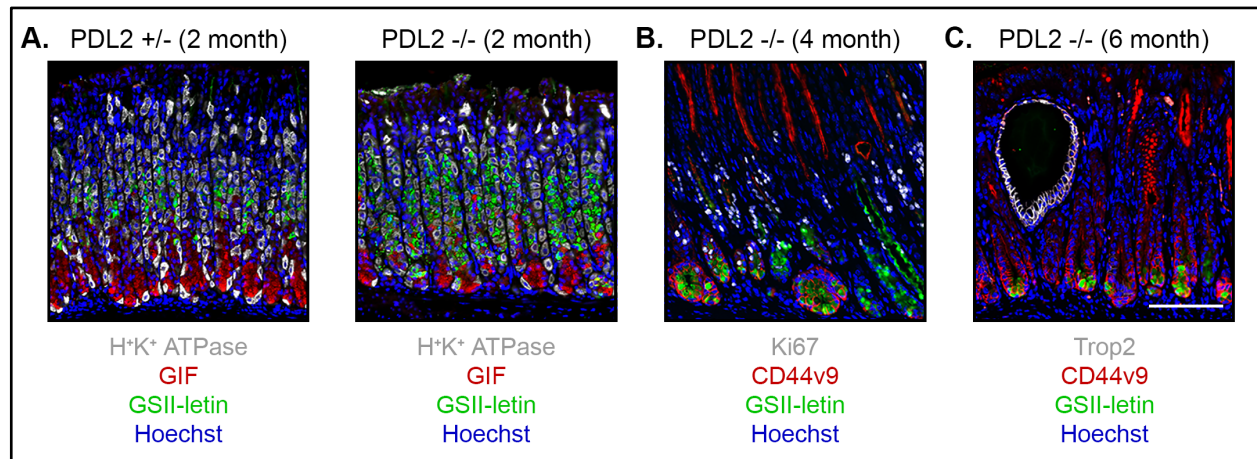 A. PDL2 +/- (2 month) PDL2 -/- (2 month) B. PDL2 -/- (4 month) C. PDL2 -/- (6 month)
H⁺K⁺ ATPase H⁺K⁺ ATPase Ki67 Trop2
GIF GIF CD44v9 CD44v9
GSII-letin GSII-letin GSII-letin GSII-letin
Hoechst Hoechst Hoechst Hoechst